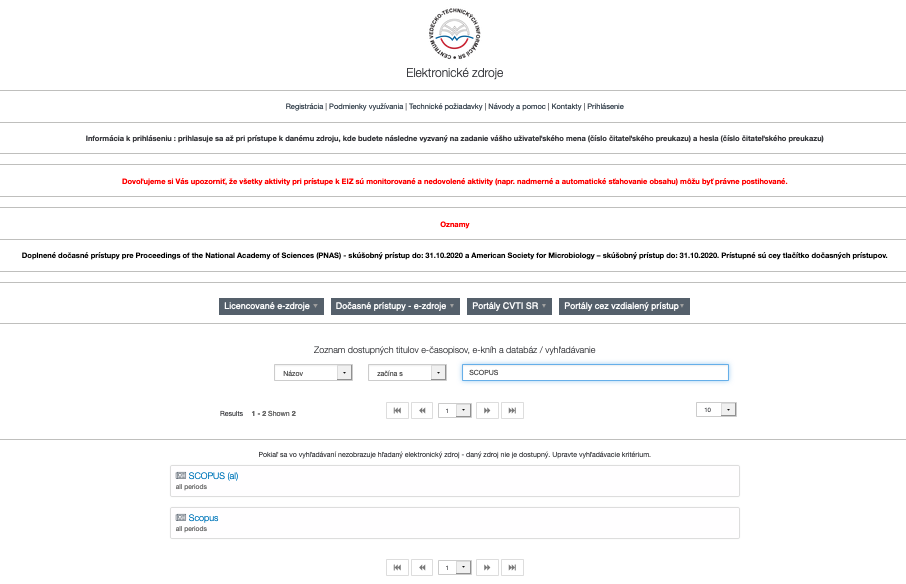 CENTRUM VEDECKO-TECHNICKÝCH INFORMÁCIÍ SR
Elektronické zdroje
Registrácia | Podmienky využívania | Technické požiadavky | Návody a pomoc | Kontakty | Prihlásenie
Informácia k prihláseniu : prihlasuje sa až pri prístupe k danému zdroju, kde budete následne vyzvaný na zadanie vášho uživateľského mena (číslo čitateľského preukazu) a hesla (číslo čitateľského preukazu)
Dovoľujeme si Vás upozorniť, že všetky aktivity pri prístupe k EIZ sú monitorované a nedovolené aktivity (napr. nadmerné a automatické sťahovanie obsahu) môžu byť právne postihované.
Oznamy
Doplnené dočasné prístupy pre Proceedings of the National Academy of Sciences (PNAS) - skúšobný prístup do: 31.10.2020 a American Society for Microbiology – skúšobný prístup do: 31.10.2020. Prístupné sú cey tlačítko dočasných prístupov.
Licencované e-zdroje Dočasné prístupy - e-zdroje Portály CVTI SR Portály cez vzdialený prístup
Zoznam dostupných titulov e-časopisov, e-kníh a databáz / vyhľadávanie
Názov začína s SCOPUS
Results 1 - 2 Shown 2 1 10
Pokiaľ sa vo vyhľadávaní nezobrazuje hľadaný elektronický zdroj - daný zdroj nie je dostupný. Upravte vyhľadávacie kritérium.
SCOPUS (al)
all periods
Scopus
all periods
1